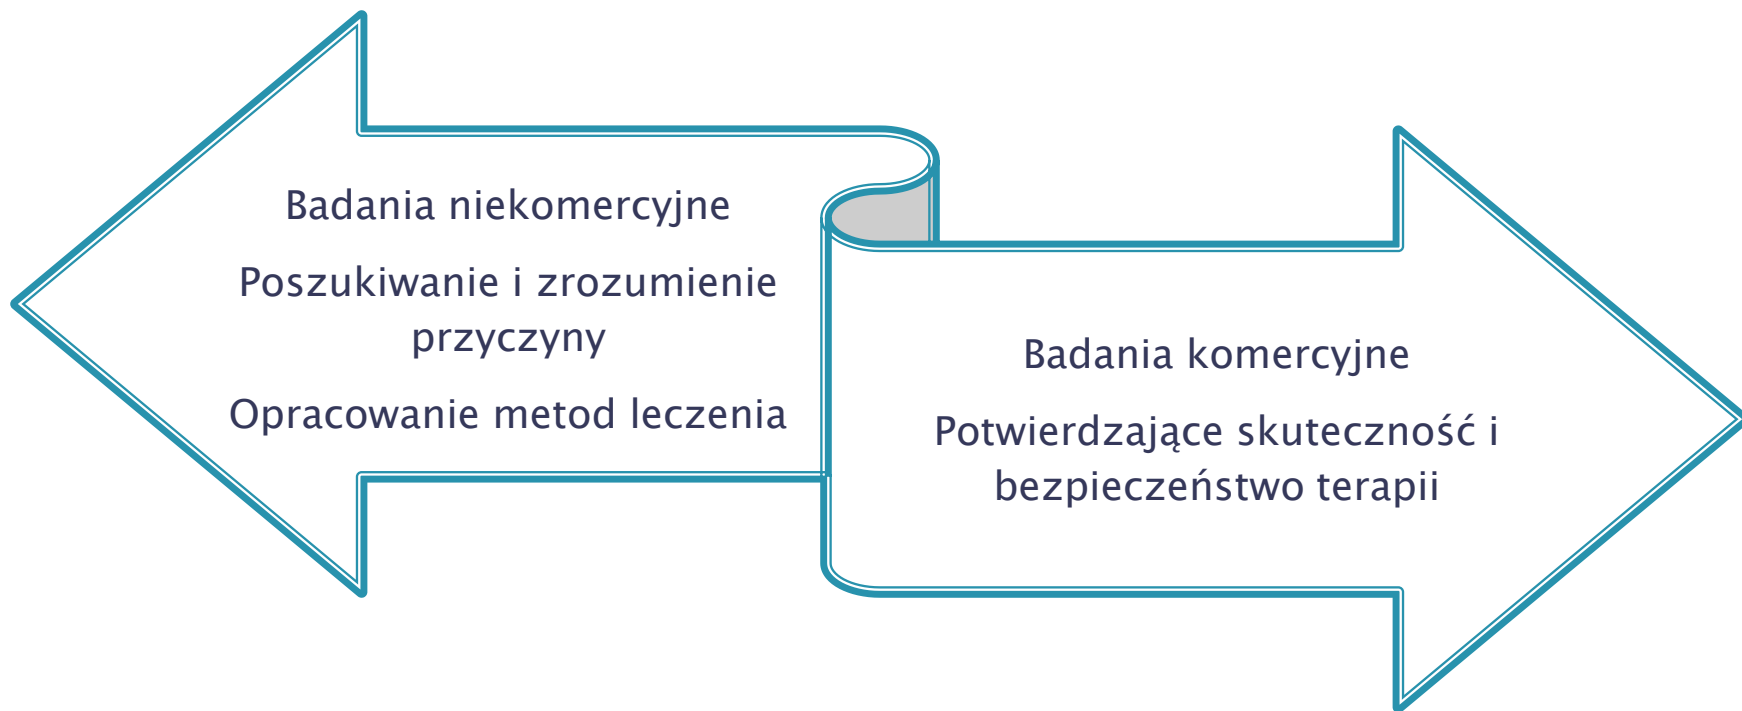 Badania niekomercyjne
Poszukiwanie i zrozumienie
przyczyny
Opracowanie metod leczenia
Badania komercyjne
Potwierdzające skuteczność i
bezpieczeństwo terapii